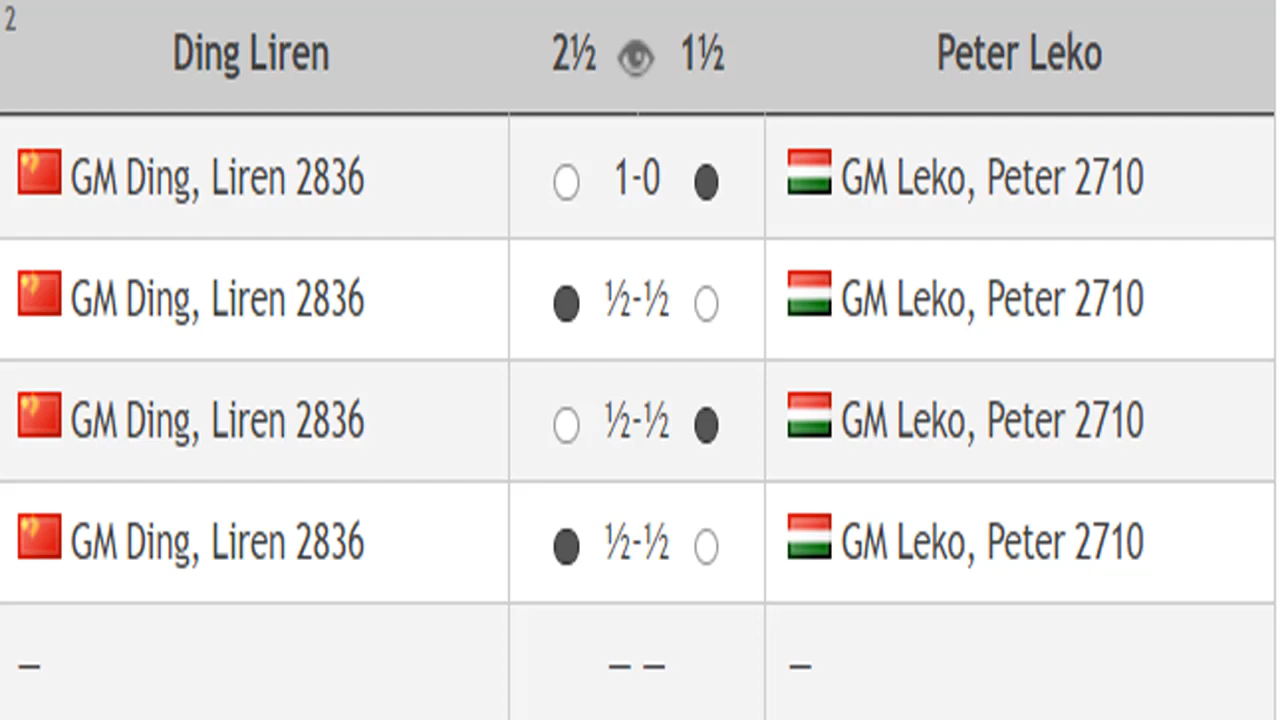 2
Ding Liren 2½ 1½ Peter Leko
GM Ding, Liren 2836 1-0 GM Leko, Peter 2710
GM Ding, Liren 2836 ½-½ GM Leko, Peter 2710
GM Ding, Liren 2836 ½-½ GM Leko, Peter 2710
GM Ding, Liren 2836 ½-½ GM Leko, Peter 2710
– – – –